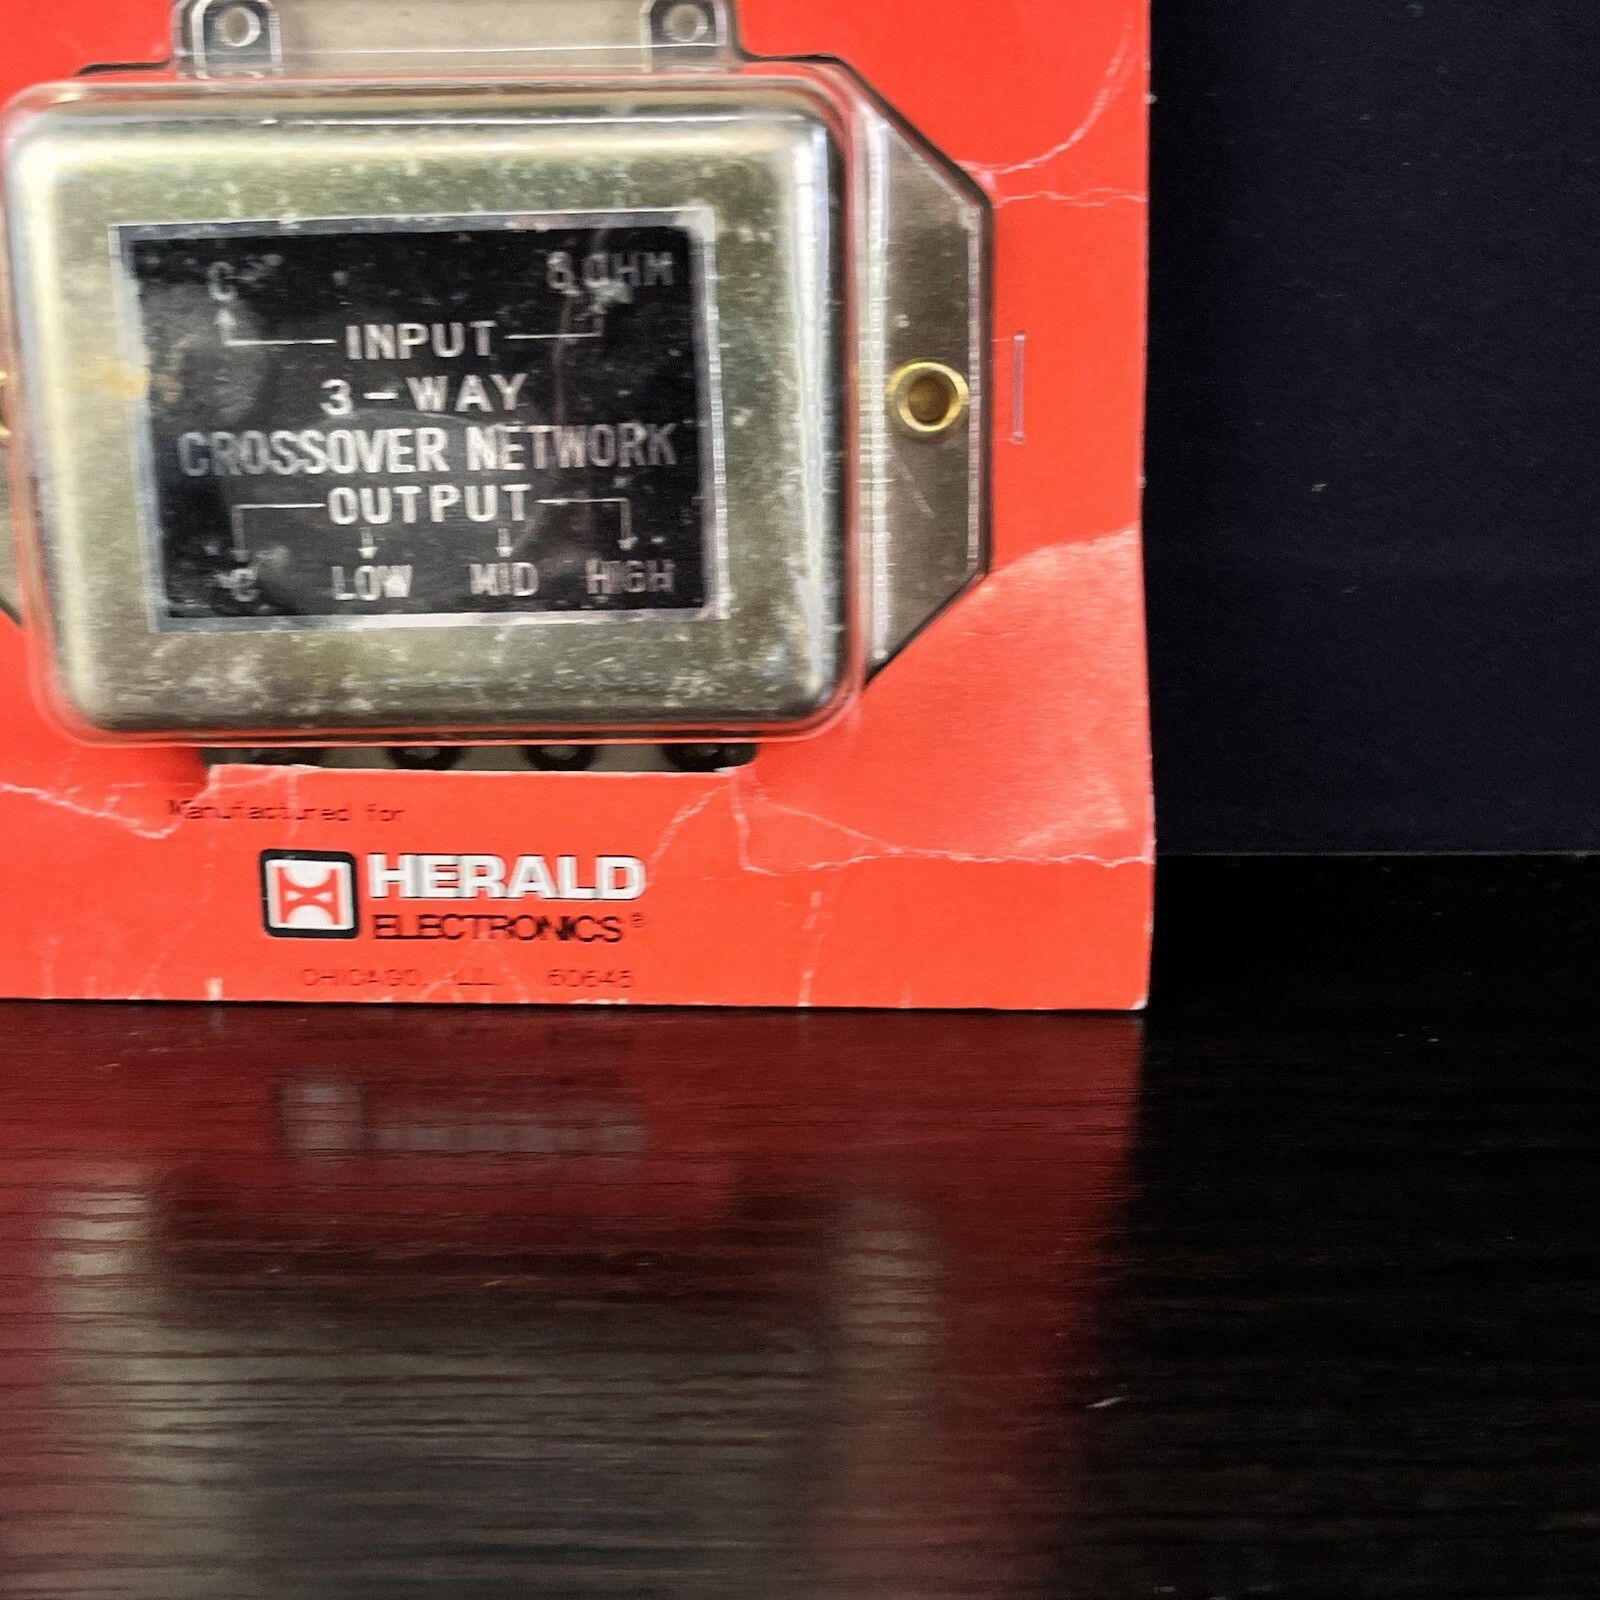 C 8 OHM
INPUT
3-WAY
CROSSOVER NETWORK
OUTPUT
C LOW MID HIGH
Manufactured for
HERALD
ELECTRONICS®
CHICAGO, ILL. 60645